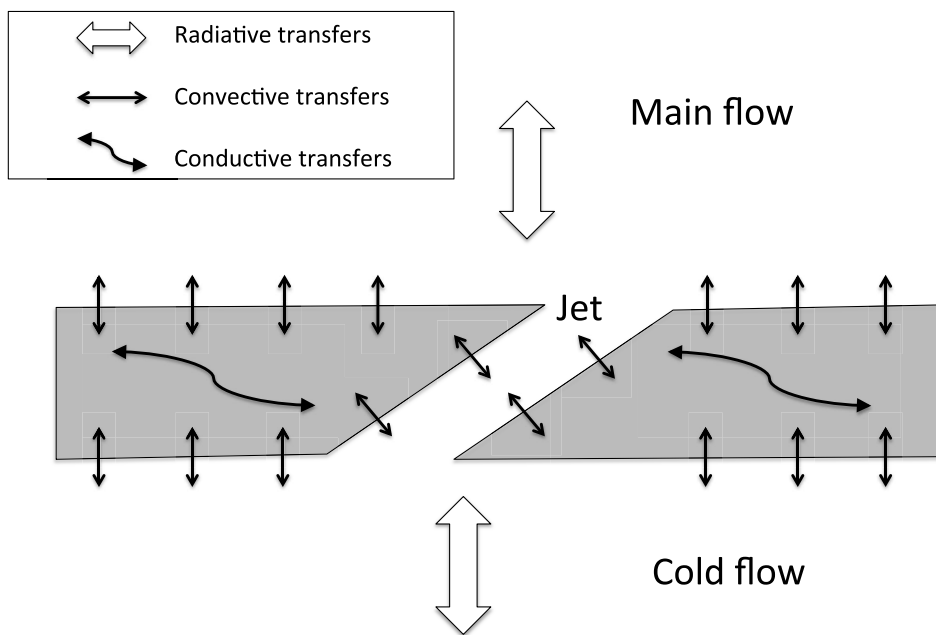 Radiative transfers
Convective transfers
Conductive transfers
Main flow
Jet
Cold flow